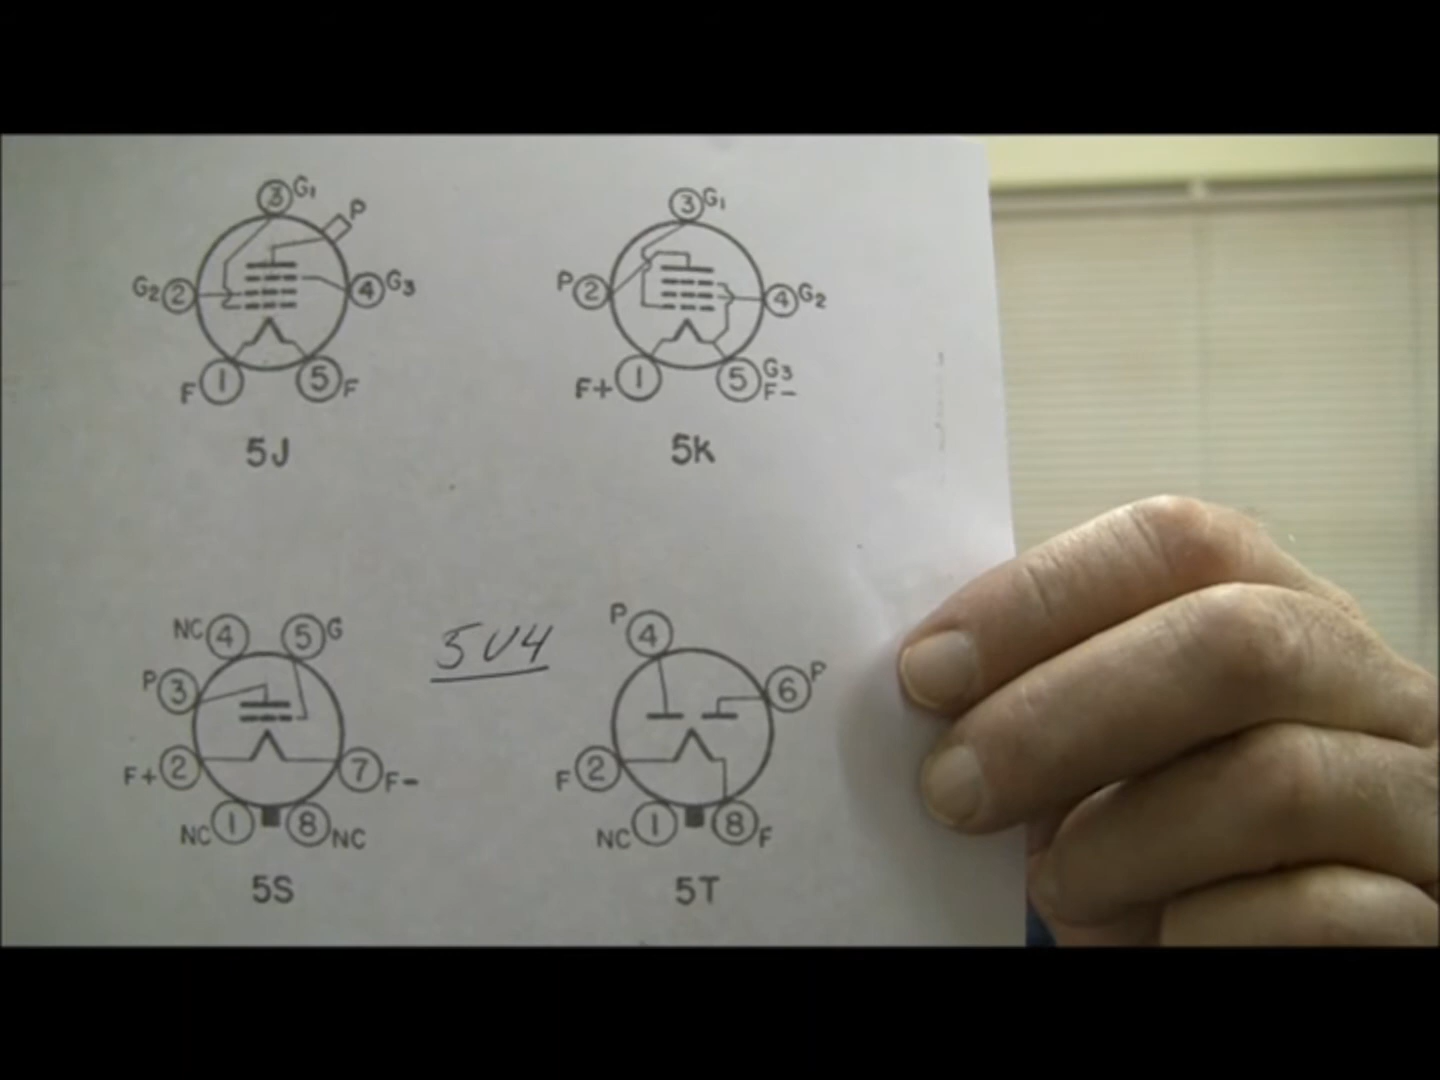 3 G1 P
G2 2 4 G3
F 1 5 F
5J
3 G1
P 2 4 G2
F+ 1 5 G3
F-
5K
NC 4 5 G
P 3
F+ 2 7 F-
NC 1 8 NC
5S
5U4
P 4
6 P
F 2
NC 1 8 F
5T